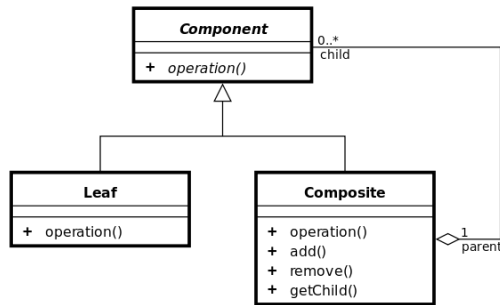 Component
+ operation()
0..*
child
Leaf
+ operation()
Composite
+ operation()
+ add()
+ remove()
+ getChild()
1
parent